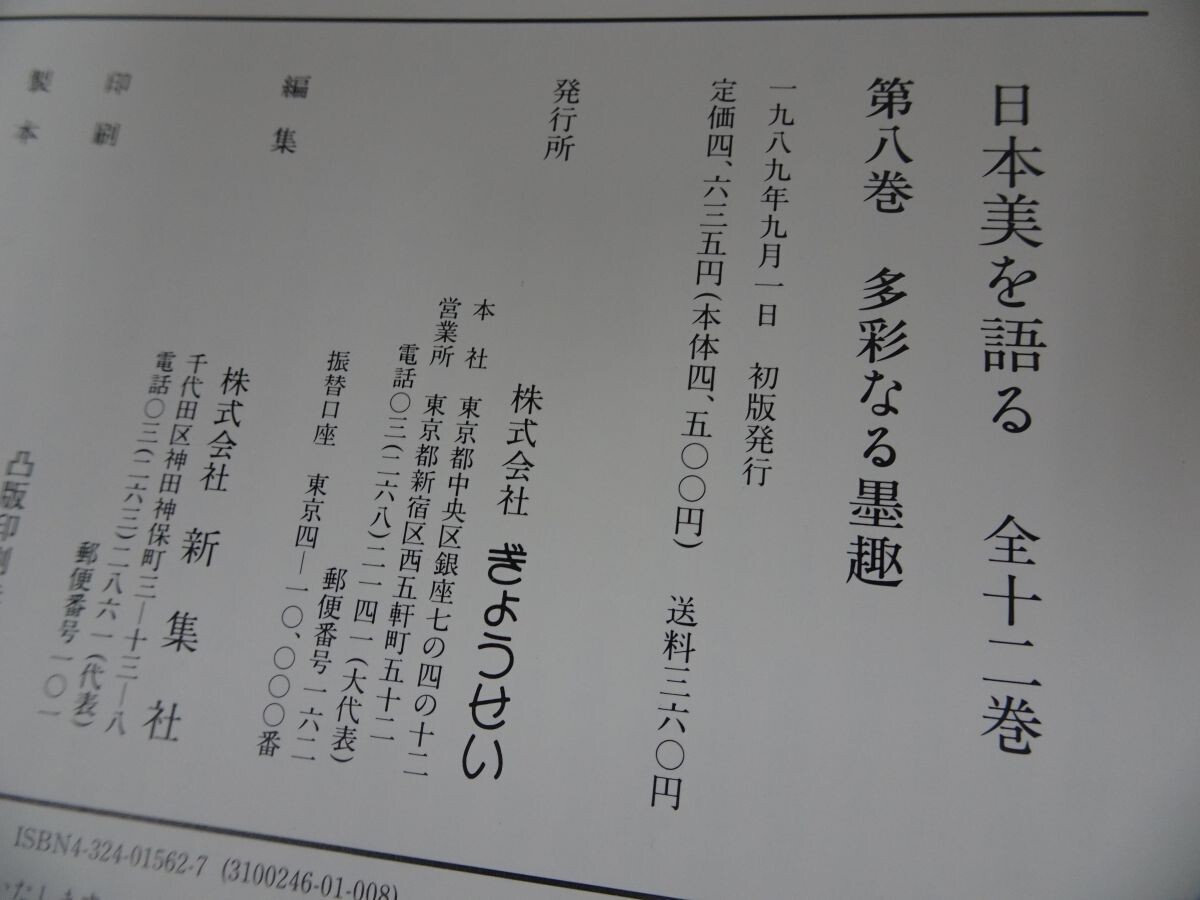 日本美を語る　全十二巻
第八巻　多彩なる墨趣
一九八九年九月一日　初版発行
定価四、六三五円(本体四、五〇〇円)　送料三六〇円
発行所
株式会社 ぎょうせい
本　社　東京都中央区銀座七の四の十二
営業所　東京都新宿区西五軒町五十二
電話〇三(二六八)二一四一(大代表)
郵便番号一六二
振替口座　東京四―一〇、〇〇〇番
編集
株式会社 新集社
千代田区神田神保町三―十三―八
電話〇三(二六三)二八六一(代表)
郵便番号一〇一
印刷
製本
凸版印刷
ISBN4-324-01562-7 (3100246-01-008)